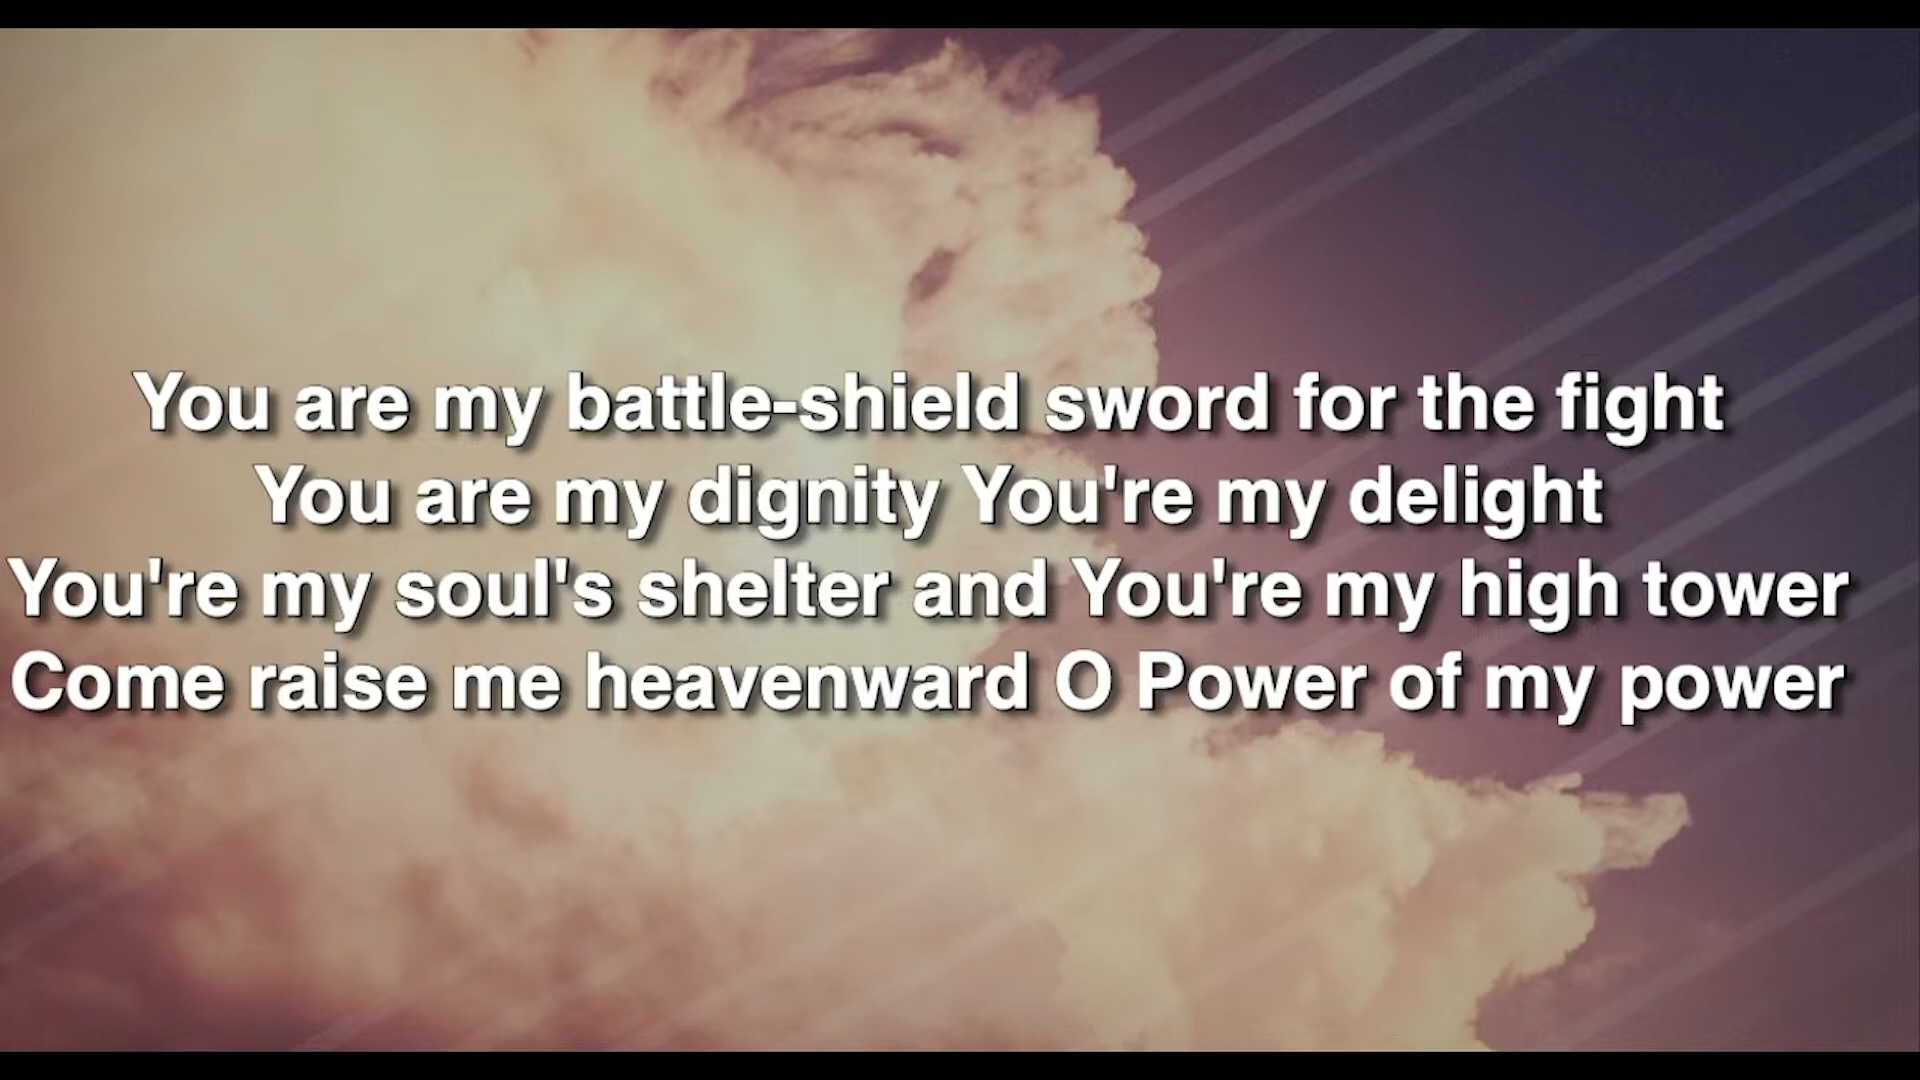 You are my battle-shield sword for the fight
You are my dignity You're my delight
You're my soul's shelter and You're my high tower
Come raise me heavenward O Power of my power